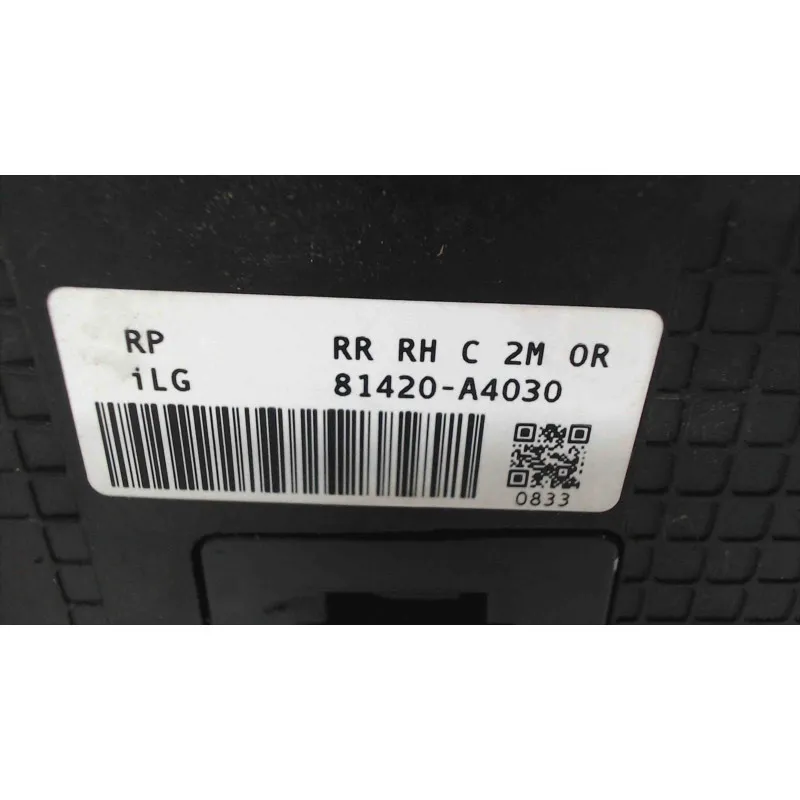 RP RR RH C 2M OR
iLG 81420-A4030
0833